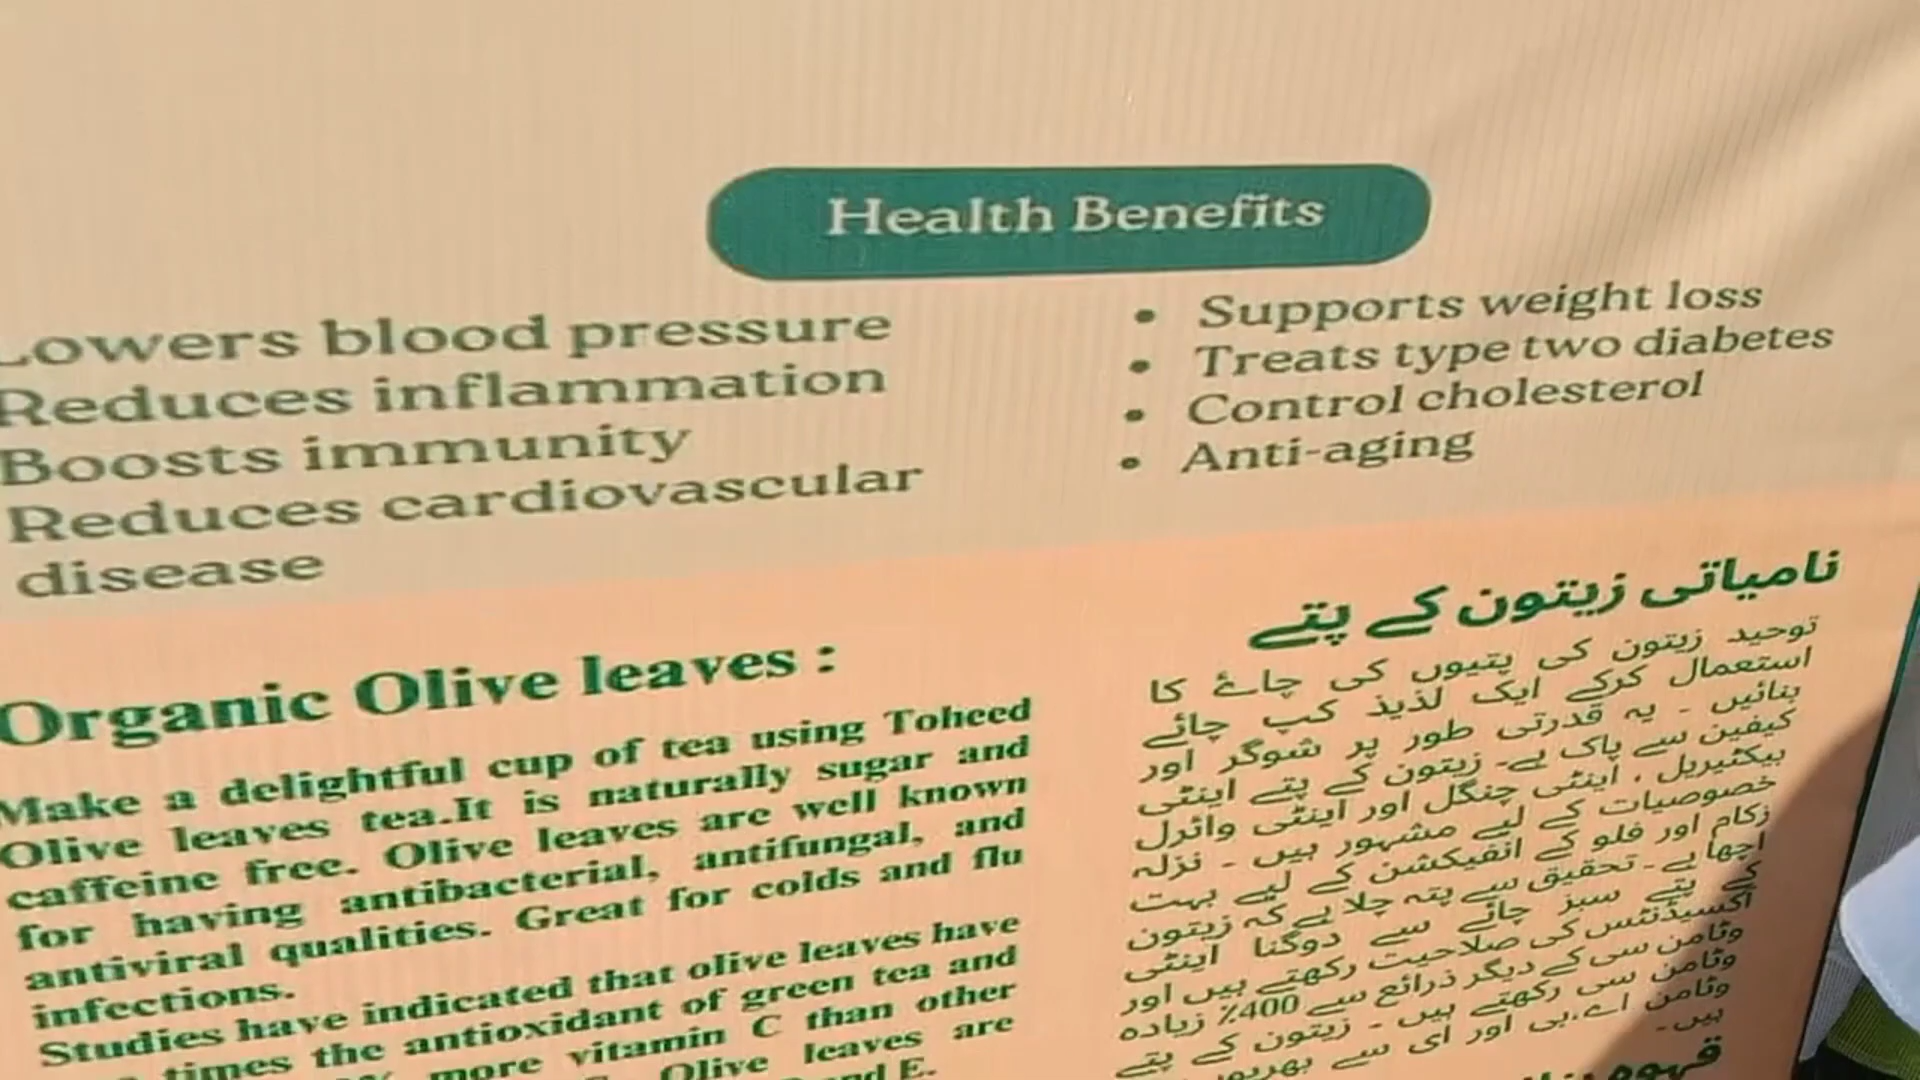 Health Benefits
Lowers blood pressure
Reduces inflammation
Boosts immunity
Reduces cardiovascular
disease
• Supports weight loss
• Treats type two diabetes
• Control cholesterol
• Anti-aging
Organic Olive leaves :
Make a delightful cup of tea using Toheed
Olive leaves tea.It is naturally sugar and
caffeine free. Olive leaves are well known
for having antibacterial, antifungal, and
antiviral qualities. Great for colds and flu
infections.
Studies have indicated that olive leaves have
times the antioxidant of green tea and
more vitamin C than other
Olive leaves are
and E.
نامیاتی زیتون کے پتے
توحید زیتون کی پتیوں کی چاۓ کا
استعمال کرکے ایک لذیذ کپ چائے
بنائیں - یہ قدرتی طور پر شوگر اور
کیفین سے پاک ہے۔ زیتون کے پتے اینٹی
بیکٹیریل ، اینٹی چنگل اور اینٹی وائرل
خصوصیات کے لیے مشہور ہیں - نزلہ
زکام اور فلو کے انفیکشن کے لیے بہت
اچھا ہے - تحقیق سے پتہ چلا ہے کہ زیتون
کے پتے سبز چائے سے دوگنا اینٹی
آکسیڈنٹس کی صلاحیت رکھتے ہیں اور
وٹامن سی کے دیگر ذرائع سے 400٪ زیادہ
وٹامن سی رکھتے ہیں - زیتون کے پتے
وٹامن اے،بی اور ای سے بھرپور
ہیں۔
قہوہ